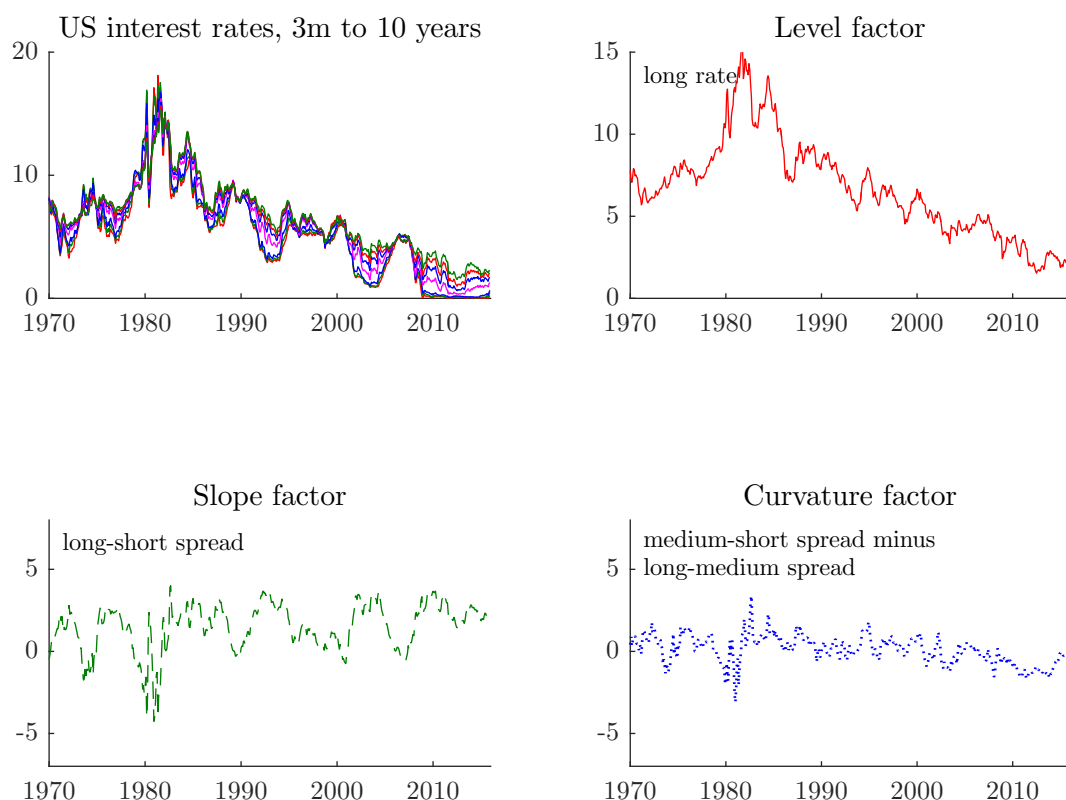 US interest rates, 3m to 10 years
20
10
0
1970 1980 1990 2000 2010
Level factor
long rate
15
10
5
0
1970 1980 1990 2000 2010
Slope factor
long-short spread
5
0
-5
1970 1980 1990 2000 2010
Curvature factor
medium-short spread minus
long-medium spread
5
0
-5
1970 1980 1990 2000 2010